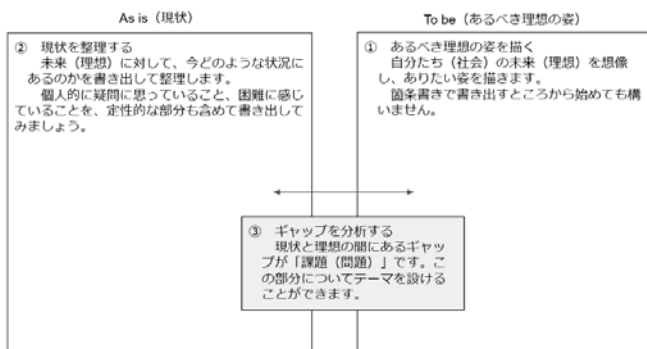 As is（現状）
To be（あるべき理想の姿）
②　現状を整理する
未来（理想）に対して、今どのような状況に
あるのかを書き出して整理します。
個人的に疑問に思っていること、困難に感じ
ていることを、定性的な部分も含めて書き出して
みましょう。
①　あるべき理想の姿を描く
自分たち（社会）の未来（理想）を想像
し、ありたい姿を描きます。
箇条書きで書き出すところから始めても構
いません。
③　ギャップを分析する
現状と理想の間にあるギャッ
プが「課題（問題）」です。こ
の部分についてテーマを設ける
ことができます。